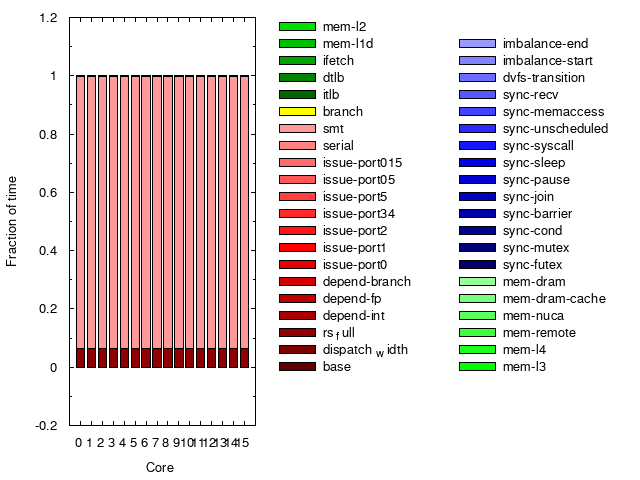 1.2
1
0.8
0.6
0.4
0.2
0
-0.2
Fraction of time
0 1 2 3 4 5 6 7 8 9 10 11 12 13 14 15
Core
mem-l2
mem-l1d
ifetch
dtlb
itlb
branch
smt
serial
issue-port015
issue-port05
issue-port5
issue-port34
issue-port2
issue-port1
issue-port0
depend-branch
depend-fp
depend-int
rsfull
dispatchwidth
base
imbalance-end
imbalance-start
dvfs-transition
sync-recv
sync-memaccess
sync-unscheduled
sync-syscall
sync-sleep
sync-pause
sync-join
sync-barrier
sync-cond
sync-mutex
sync-futex
mem-dram
mem-dram-cache
mem-nuca
mem-remote
mem-l4
mem-l3